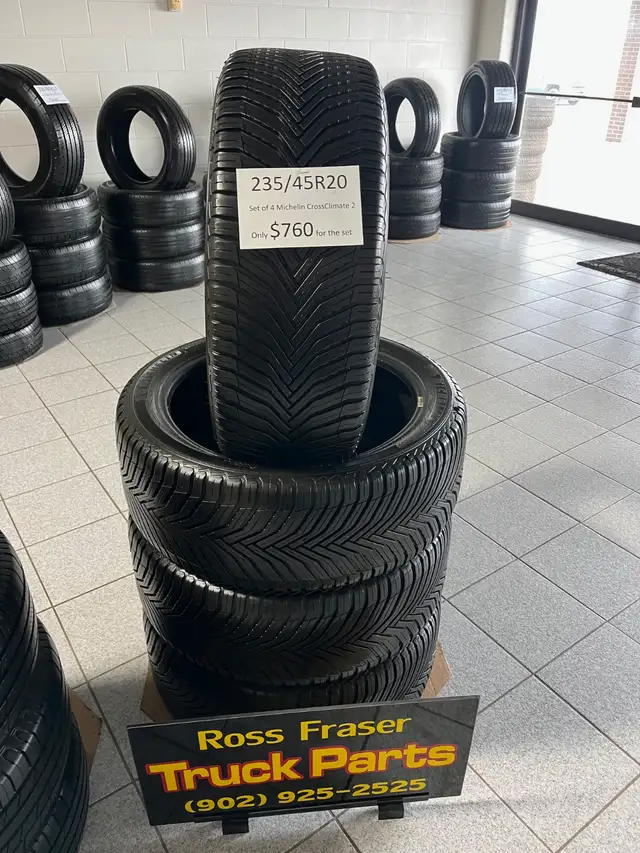 235/45R20
Set of 4 Michelin CrossClimate 2
Only $760 for the set
Ross Fraser
Truck Parts
(902) 925-2525